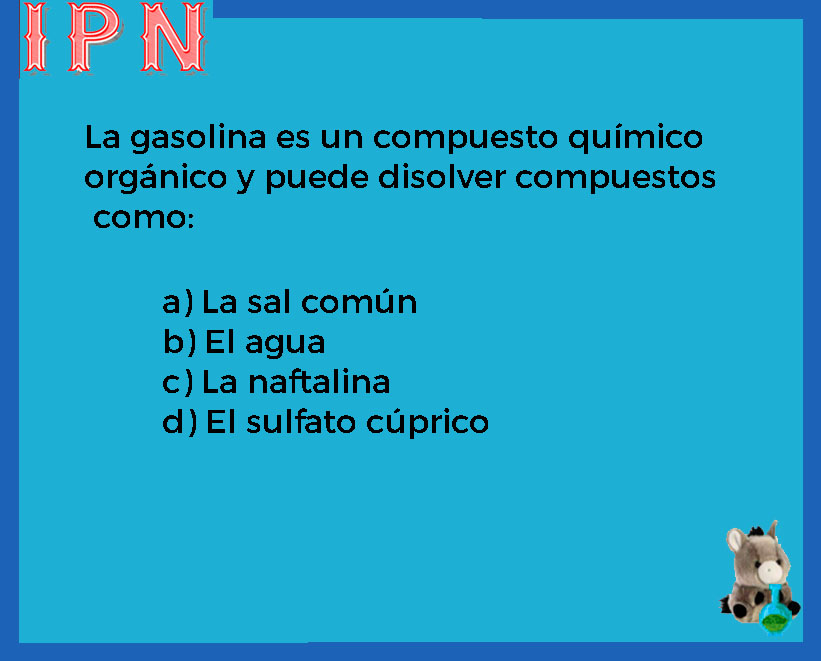 IPN
La gasolina es un compuesto químico
orgánico y puede disolver compuestos
como:
a) La sal común
b) El agua
c) La naftalina
d) El sulfato cúprico